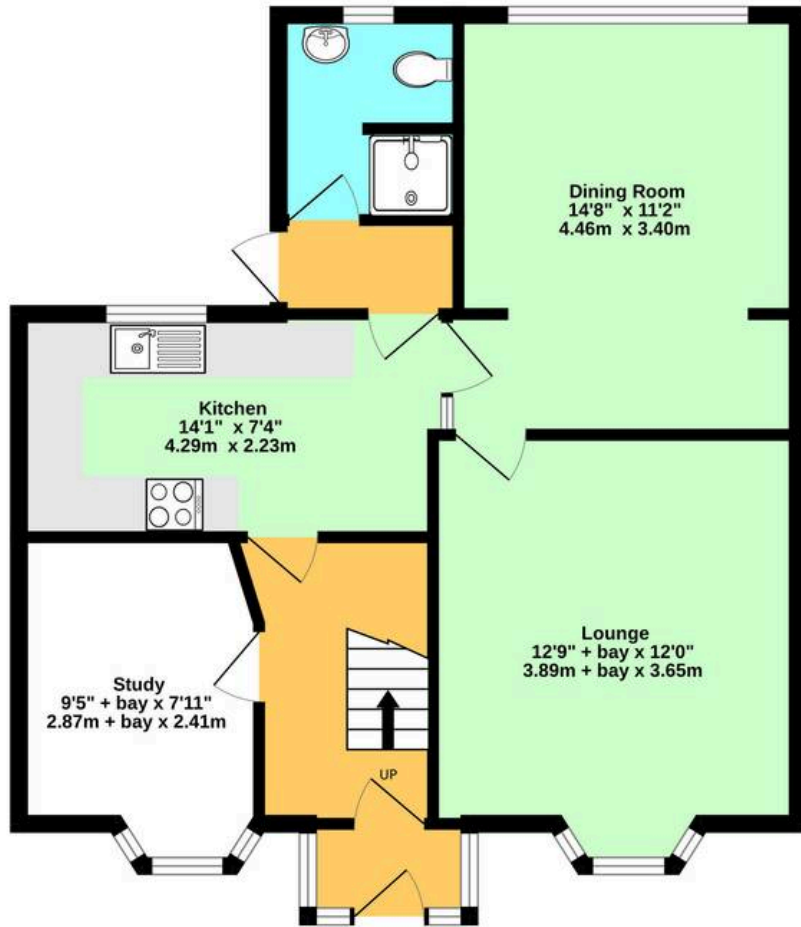 Dining Room
14'8" x 11'2"
4.46m x 3.40m
Kitchen
14'1" x 7'4"
4.29m x 2.23m
Lounge
12'9" + bay x 12'0"
3.89m + bay x 3.65m
Study
9'5" + bay x 7'11"
2.87m + bay x 2.41m
UP